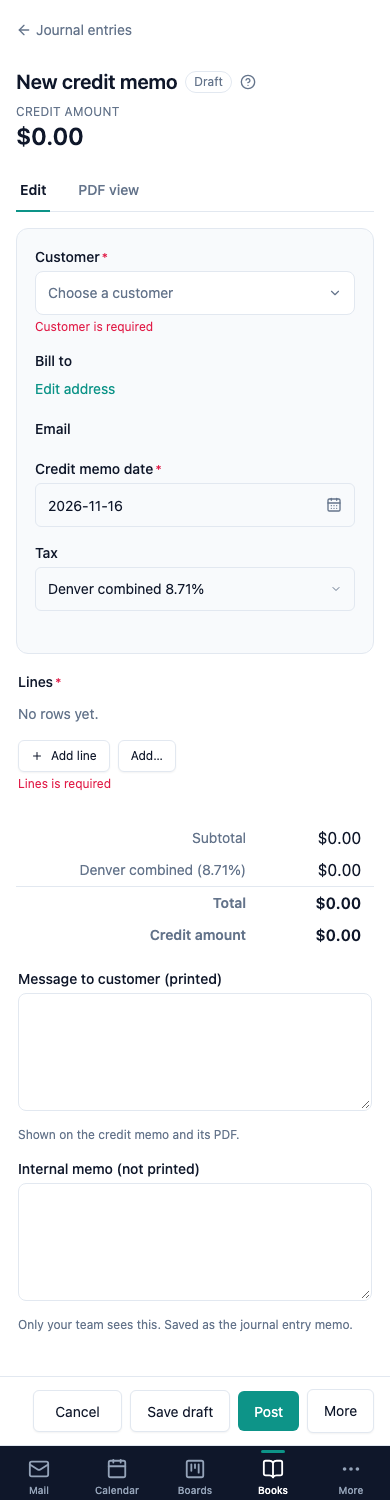 Journal entries
New credit memo Draft
CREDIT AMOUNT
$0.00
Edit PDF view
Customer*
Choose a customer
Customer is required
Bill to
Edit address
Email
Credit memo date*
2026-11-16
Tax
Denver combined 8.71%
Lines*
No rows yet.
+ Add line Add...
Lines is required
Subtotal $0.00
Denver combined (8.71%) $0.00
Total $0.00
Credit amount $0.00
Message to customer (printed)
Shown on the credit memo and its PDF.
Internal memo (not printed)
Only your team sees this. Saved as the journal entry memo.
Cancel Save draft Post More
Mail Calendar Boards Books More